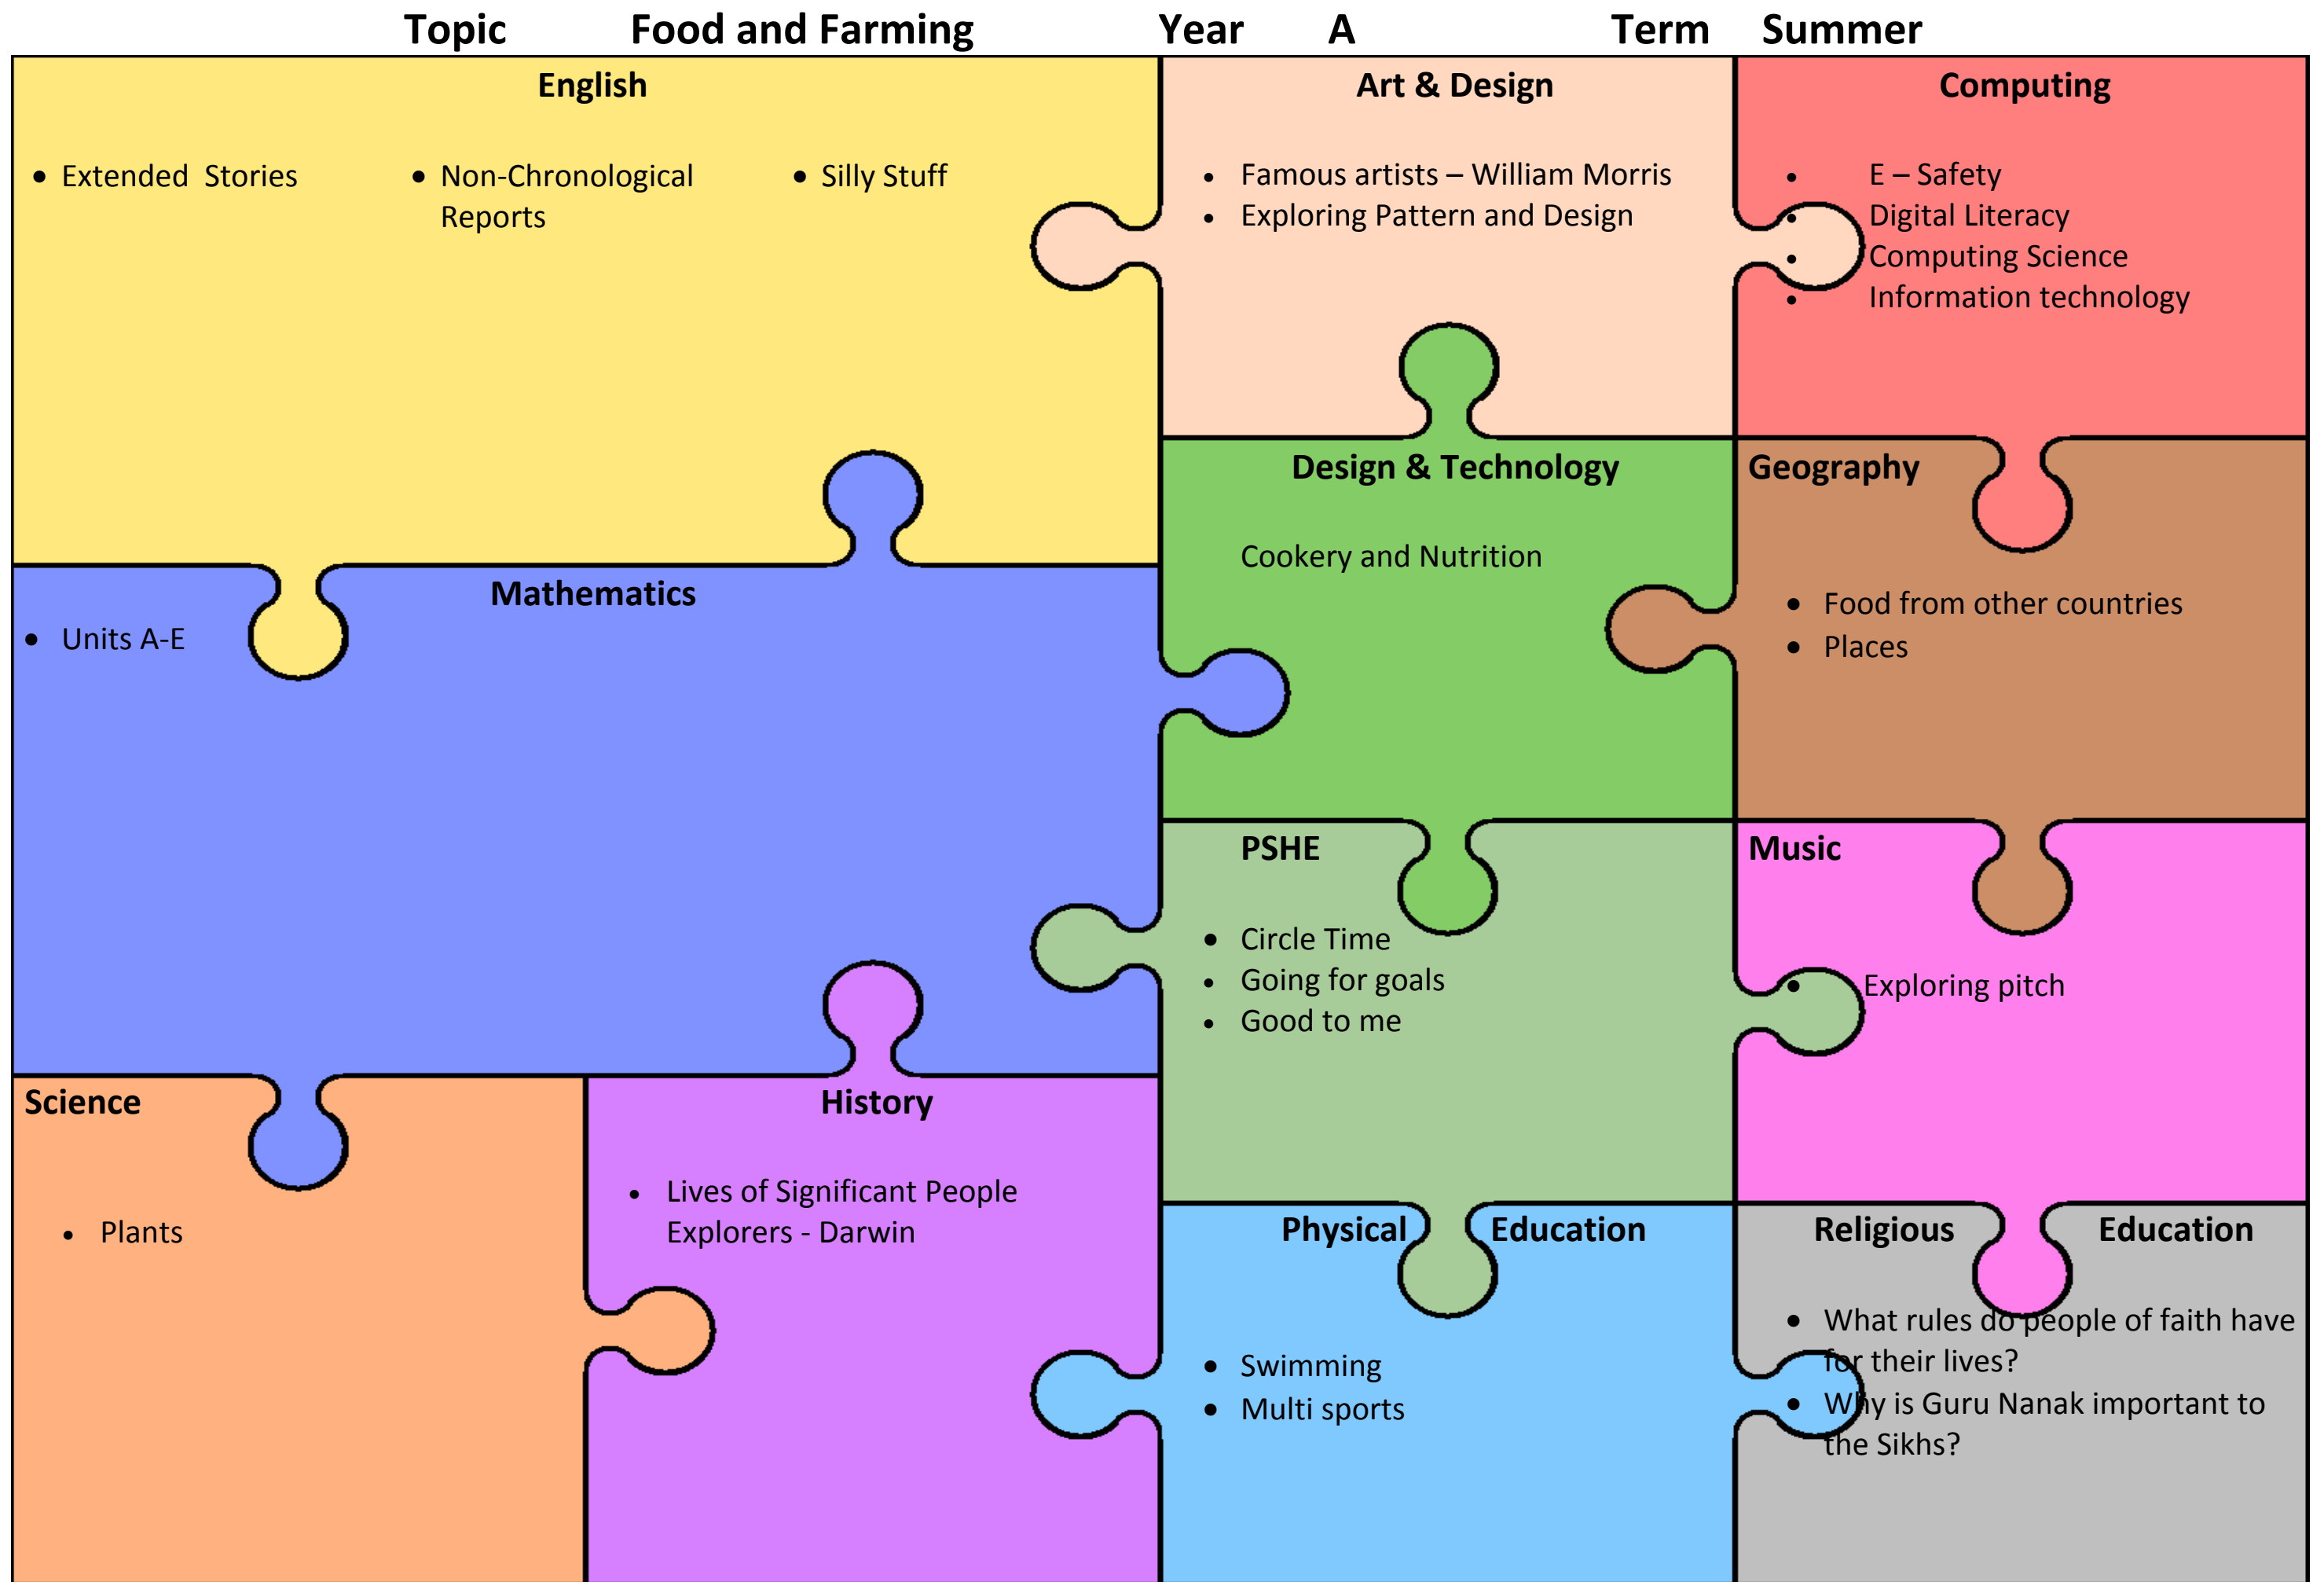 Topic Food and Farming Year A Term Summer
English
• Extended Stories
• Non-Chronological
Reports
• Silly Stuff
Art & Design
• Famous artists – William Morris
• Exploring Pattern and Design
Computing
• E – Safety
• Digital Literacy
• Computing Science
• Information technology
Mathematics
• Units A-E
Design & Technology
Cookery and Nutrition
Geography
• Food from other countries
• Places
PSHE
• Circle Time
• Going for goals
• Good to me
Music
• Exploring pitch
Science
• Plants
History
• Lives of Significant People
Explorers - Darwin
Physical Education
• Swimming
• Multi sports
Religious Education
• What rules do people of faith have
for their lives?
• Why is Guru Nanak important to
the Sikhs?